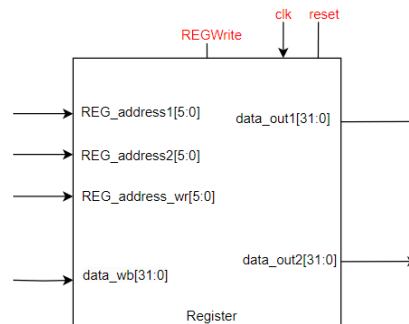 clk reset
REGWrite
REG_address1[5:0]
data_out1[31:0]
REG_address2[5:0]
REG_address_wr[5:0]
data_out2[31:0]
data_wb[31:0]
Register